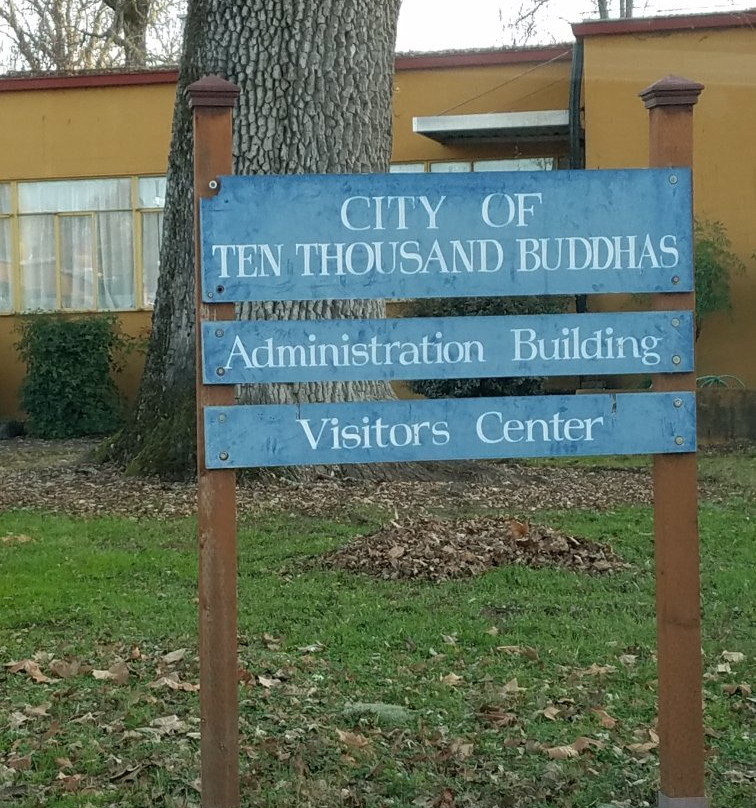 CITY OF
TEN THOUSAND BUDDHAS
Administration Building
Visitors Center